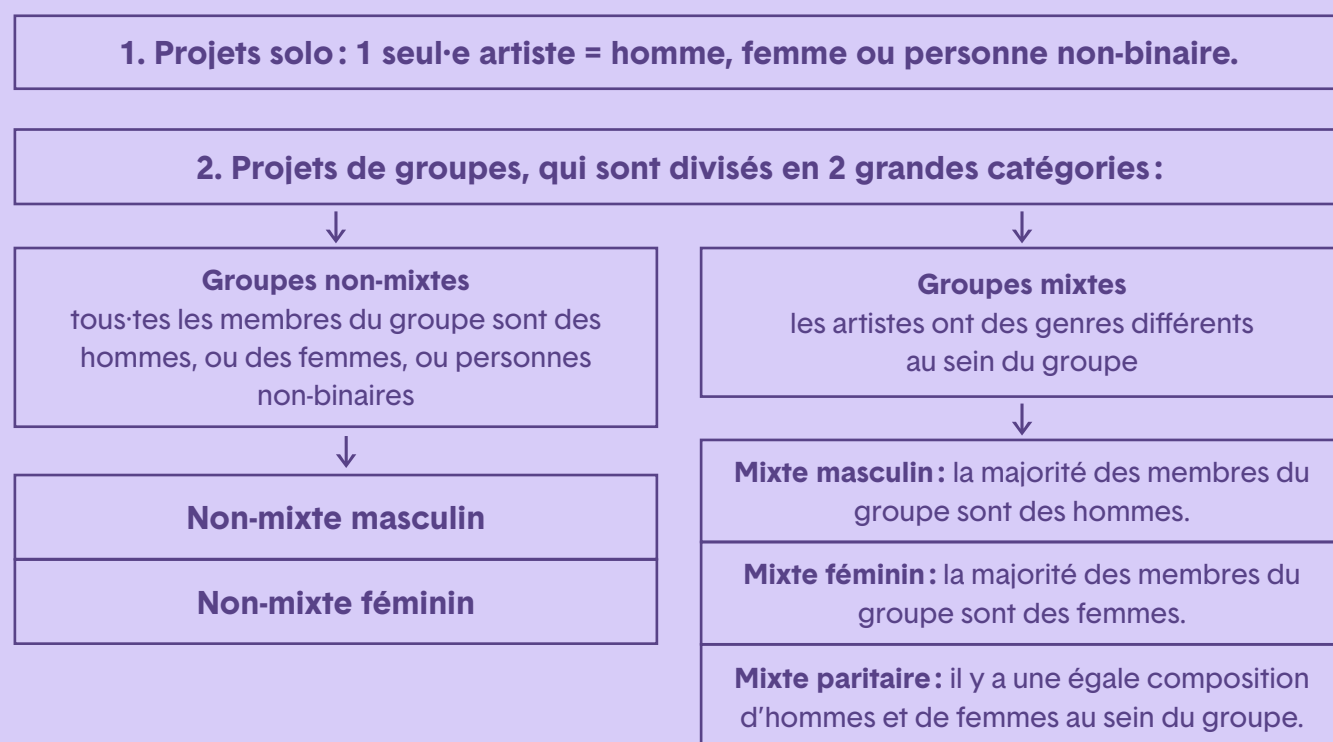 1. Projets solo : 1 seul·e artiste = homme, femme ou personne non-binaire.
2. Projets de groupes, qui sont divisés en 2 grandes catégories :
Groupes non-mixtes
tous·tes les membres du groupe sont des
hommes, ou des femmes, ou personnes
non-binaires
Non-mixte masculin
Non-mixte féminin
Groupes mixtes
les artistes ont des genres différents
au sein du groupe
Mixte masculin : la majorité des membres du
groupe sont des hommes.
Mixte féminin : la majorité des membres du
groupe sont des femmes.
Mixte paritaire : il y a une égale composition
d'hommes et de femmes au sein du groupe.